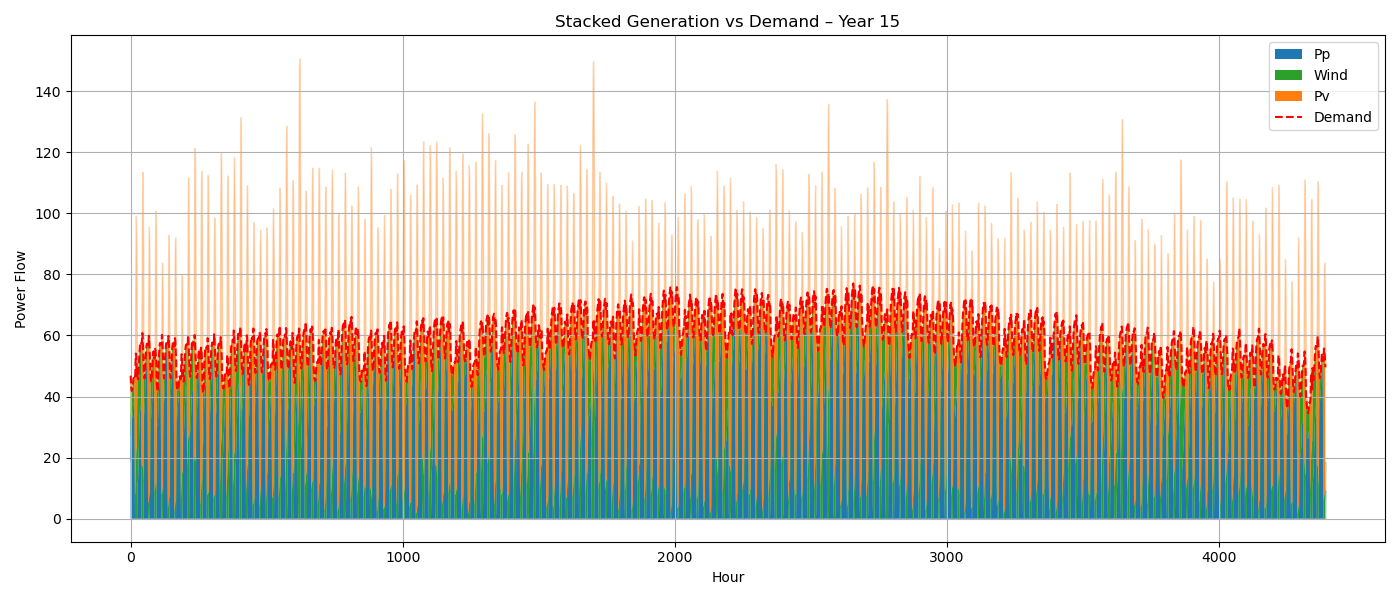 Stacked Generation vs Demand – Year 15
Power Flow
140
120
100
80
60
40
20
0
0 1000 2000 3000 4000
Hour
Pp
Wind
Pv
Demand